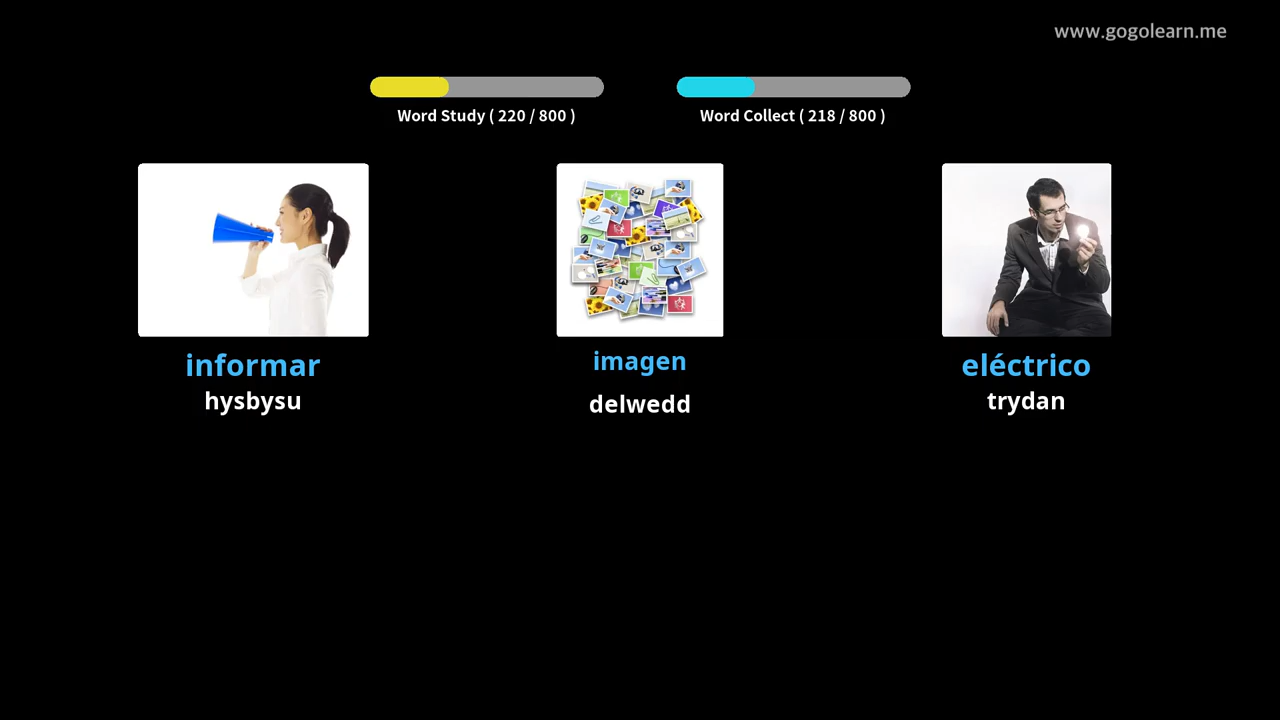 www.gogolearn.me
Word Study ( 220 / 800 )
Word Collect ( 218 / 800 )
informar
hysbysu
imagen
delwedd
eléctrico
trydan